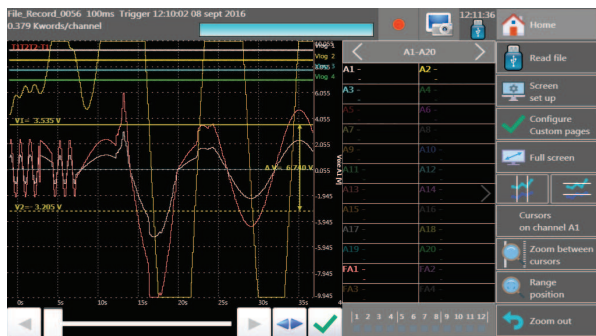 File_Record_0056 100ms Trigger 12:10:02 08 sept 2016
0.379 Kwords/channel
12:11:36
Home
Read file
Screen
set up
Configure
Custom pages
Full screen
Cursors
on channel A1
Zoom between
cursors
Range
position
Zoom out
A1-A20
A1 -
A2 -
A3 -
A4 -
A5 -
A6 -
A7 -
A8 -
A9 -
A10 -
A11 -
A12 -
A13 -
A14 -
A15 -
A16 -
A17 -
A18 -
A19 -
A20 -
FA1 -
FA2 -
FA3 -
FA4 -
|1 2 3 4|5 6 7 8|9 10 11 12|
Vlog 2
Vlog 4
6.055
4.055
2.055
0.055
-1.945
-3.945
-5.945
-7.945
-9.945
V1= 3.535 V
V2=- 3.205 V
Δ V= 6.740 V
0s 5s 10s 15s 20s 25s 30s 35s